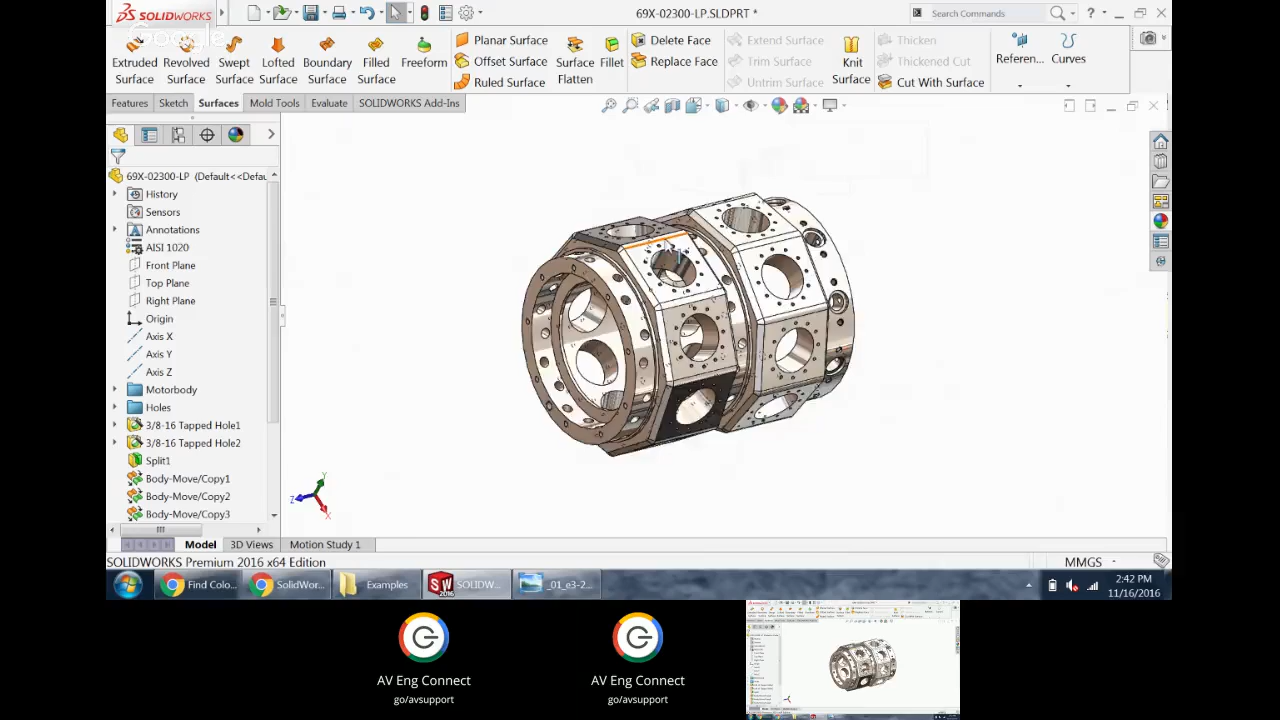 SOLIDWORKS
Google
69X-02300-LP.SLDPRT *
Search Commands
Extruded Surface
Revolved Surface
Swept Surface
Lofted Surface
Boundary Surface
Filled Surface
Freeform
Planar Surface
Offset Surface
Ruled Surface
Surface Flatten
Fillet
Delete Face
Replace Face
Extend Surface
Trim Surface
Untrim Surface
Knit Surface
Thicken
Thickened Cut
Cut With Surface
Referen...
Curves
Features
Sketch
Surfaces
Mold Tools
Evaluate
SOLIDWORKS Add-Ins
69X-02300-LP (Default<<Defau
History
Sensors
Annotations
AISI 1020
Front Plane
Top Plane
Right Plane
Origin
Axis X
Axis Y
Axis Z
Motorbody
Holes
3/8-16 Tapped Hole1
3/8-16 Tapped Hole2
Split1
Body-Move/Copy1
Body-Move/Copy2
Body-Move/Copy3
Y
Z
X
Model
3D Views
Motion Study 1
SOLIDWORKS Premium 2016 x64 Edition
MMGS
Find Colo...
SolidWor...
Examples
SOLIDW...
_01_e3-2...
2:42 PM
11/16/2016
AV Eng Connect
go/avsupport
AV Eng Connect
go/avsupport